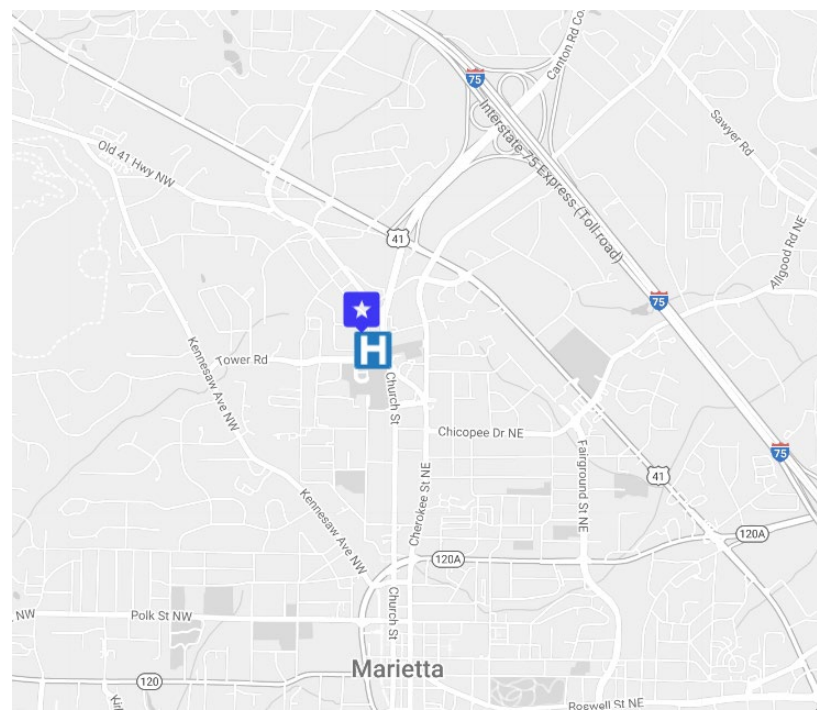 Canton Rd Co
75
Interstate 75 Express (Toll road)
Sawyer Rd
Old 41 Hwy NW
41
Allgood Rd NE
75
Kennesaw Ave NW
H
Tower Rd
Church St
Chicopee Dr NE
75
Fairground St NE
41
Cherokee St NE
Kennesaw Ave NW
120A
120A
NW
Polk St NW
Church St
Marietta
120
Kirk
Roswell St NE